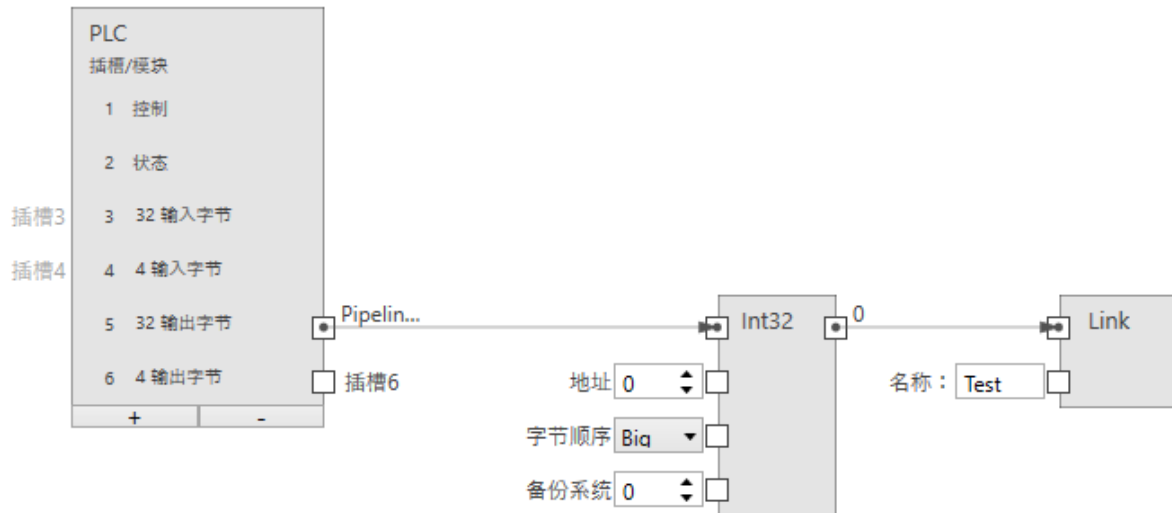 PLC
插槽/模块
1 控制
2 状态
插槽3 3 32 输入字节
插槽4 4 4 输入字节
5 32 输出字节 Pipelin... Int32 0 Link
6 4 输出字节 插槽6 地址 0 名称： Test
+ -
字节顺序 Big
备份系统 0